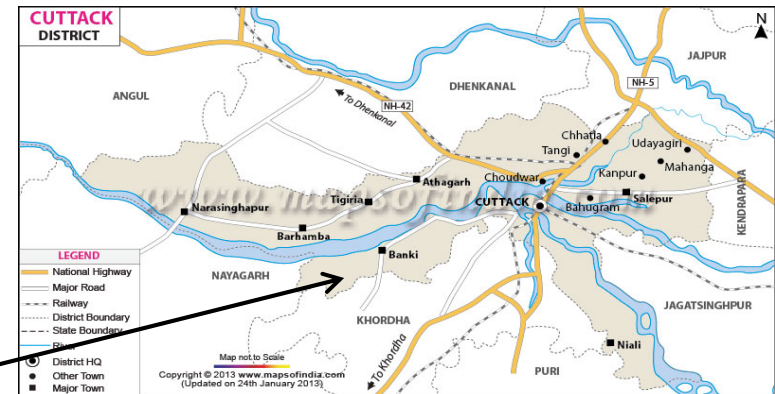 CUTTACK
DISTRICT
N
JAJPUR
DHENKANAL
ANGUL
NH-5
To Dhenkanal
NH-42
Chhatia
Tangi
Udayagiri
Mahanga
Kanpur
Choudwar
Athagarh
KENDRAPARA
www.mapsofindia.com
Tigiria
Salepur
CUTTACK
Bahugram
Narasinghapur
Barhamba
Banki
LEGEND
National Highway
Major Road
Railway
District Boundary
State Boundary
River
District HQ
Other Town
Major Town
NAYAGARH
JAGATSINGHPUR
KHORDHA
Niali
To Khordha
PURI
Map not to Scale
Copyright © 2013 www.mapsofindia.com
(Updated on 24th January 2013)